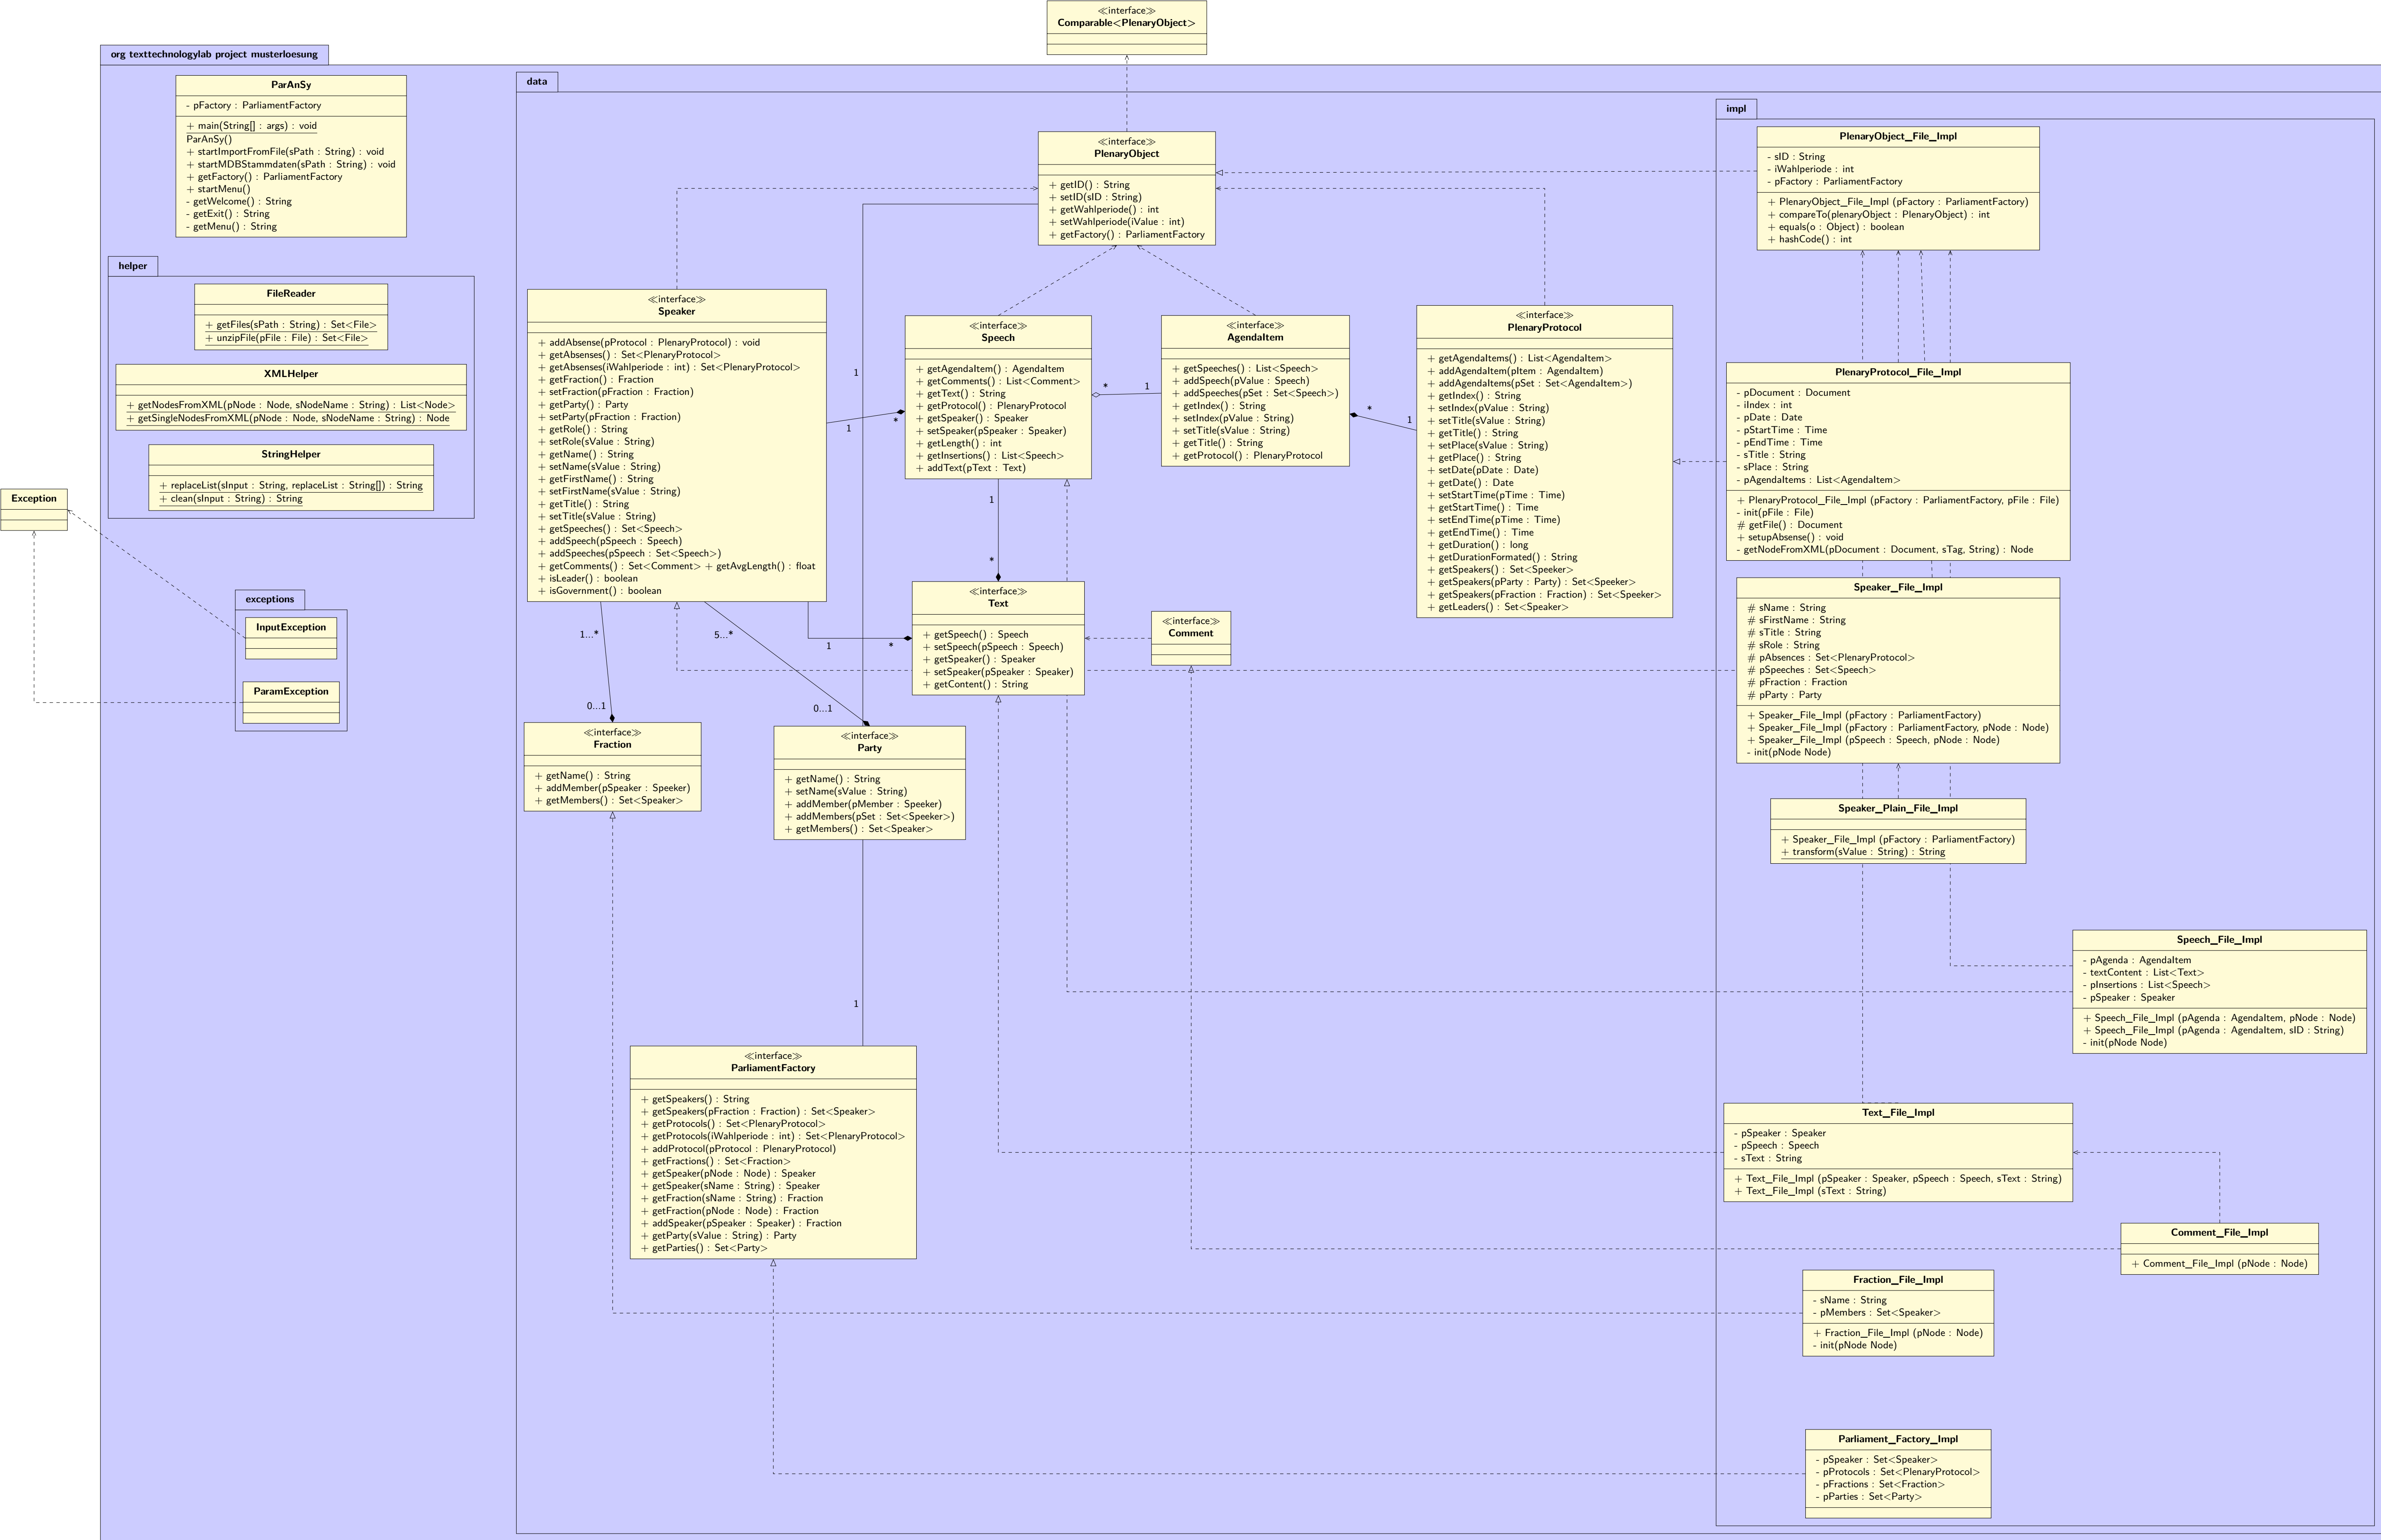 ≪interface≫
Comparable<PlenaryObject>
org texttechnologylab project musterloesung
ParAnSy
- pFactory : ParliamentFactory
+ main(String[] : args) : void
ParAnSy()
+ startImportFromFile(sPath : String) : void
+ startMDBStammdaten(sPath : String) : void
+ getFactory() : ParliamentFactory
+ startMenu()
- getWelcome() : String
- getExit() : String
- getMenu() : String
helper
FileReader
+ getFiles(sPath : String) : Set<File>
+ unzipFile(pFile : File) : Set<File>
XMLHelper
+ getNodesFromXML(pNode : Node, sNodeName : String) : List<Node>
+ getSingleNodesFromXML(pNode : Node, sNodeName : String) : Node
StringHelper
+ replaceList(sInput : String, replaceList : String[]) : String
+ clean(sInput : String) : String
Exception
exceptions
InputException
ParamException
data
≪interface≫
PlenaryObject
+ getID() : String
+ setID(sID : String)
+ getWahlperiode() : int
+ setWahlperiode(iValue : int)
+ getFactory() : ParliamentFactory
≪interface≫
Speaker
+ addAbsense(pProtocol : PlenaryProtocol) : void
+ getAbsenses() : Set<PlenaryProtocol>
+ getAbsenses(iWahlperiode : int) : Set<PlenaryProtocol>
+ getFraction() : Fraction
+ setFraction(pFraction : Fraction)
+ getParty() : Party
+ setParty(pFraction : Fraction)
+ getRole() : String
+ setRole(sValue : String)
+ getName() : String
+ setName(sValue : String)
+ getFirstName() : String
+ setFirstName(sValue : String)
+ getTitle() : String
+ setTitle(sValue : String)
+ getSpeeches() : Set<Speech>
+ addSpeech(pSpeech : Speech)
+ addSpeeches(pSpeech : Set<Speech>)
+ getComments() : Set<Comment> + getAvgLength() : float
+ isLeader() : boolean
+ isGovernment() : boolean
1
≪interface≫
Speech
+ getAgendaItem() : AgendaItem
+ getComments() : List<Comment>
+ getText() : String
+ getProtocol() : PlenaryProtocol
+ getSpeaker() : Speaker
+ setSpeaker(pSpeaker : Speaker)
+ getLength() : int
+ getInsertions() : List<Speech>
+ addText(pText : Text)
1
*
*
1
≪interface≫
AgendaItem
+ getSpeeches() : List<Speech>
+ addSpeech(pValue : Speech)
+ addSpeeches(pSet : Set<Speech>)
+ getIndex() : String
+ setIndex(pValue : String)
+ setTitle(sValue : String)
+ getTitle() : String
+ getProtocol() : PlenaryProtocol
*
1
≪interface≫
PlenaryProtocol
+ getAgendaItems() : List<AgendaItem>
+ addAgendaItem(pItem : AgendaItem)
+ addAgendaItems(pSet : Set<AgendaItem>)
+ getIndex() : String
+ setIndex(pValue : String)
+ setTitle(sValue : String)
+ getTitle() : String
+ setPlace(sValue : String)
+ getPlace() : String
+ setDate(pDate : Date)
+ getDate() : Date
+ setStartTime(pTime : Time)
+ getStartTime() : Time
+ setEndTime(pTime : Time)
+ getEndTime() : Time
+ getDuration() : long
+ getDurationFormated() : String
+ getSpeakers() : Set<Speeker>
+ getSpeakers(pParty : Party) : Set<Speeker>
+ getSpeakers(pFraction : Fraction) : Set<Speeker>
+ getLeaders() : Set<Speaker>
1
*
≪interface≫
Text
+ getSpeech() : Speech
+ setSpeech(pSpeech : Speech)
+ getSpeaker() : Speaker
+ setSpeaker(pSpeaker : Speaker)
+ getContent() : String
≪interface≫
Comment
1...*
5...*
1
*
0...1
0...1
≪interface≫
Fraction
+ getName() : String
+ addMember(pSpeaker : Speeker)
+ getMembers() : Set<Speaker>
≪interface≫
Party
+ getName() : String
+ setName(sValue : String)
+ addMember(pMember : Speeker)
+ addMembers(pSet : Set<Speeker>)
+ getMembers() : Set<Speaker>
1
≪interface≫
ParliamentFactory
+ getSpeakers() : String
+ getSpeakers(pFraction : Fraction) : Set<Speaker>
+ getProtocols() : Set<PlenaryProtocol>
+ getProtocols(iWahlperiode : int) : Set<PlenaryProtocol>
+ addProtocol(pProtocol : PlenaryProtocol)
+ getFractions() : Set<Fraction>
+ getSpeaker(pNode : Node) : Speaker
+ getSpeaker(sName : String) : Speaker
+ getFraction(sName : String) : Fraction
+ getFraction(pNode : Node) : Fraction
+ addSpeaker(pSpeaker : Speaker) : Fraction
+ getParty(sValue : String) : Party
+ getParties() : Set<Party>
impl
PlenaryObject_File_Impl
- sID : String
- iWahlperiode : int
- pFactory : ParliamentFactory
+ PlenaryObject_File_Impl (pFactory : ParliamentFactory)
+ compareTo(plenaryObject : PlenaryObject) : int
+ equals(o : Object) : boolean
+ hashCode() : int
PlenaryProtocol_File_Impl
- pDocument : Document
- iIndex : int
- pDate : Date
- pStartTime : Time
- pEndTime : Time
- sTitle : String
- sPlace : String
- pAgendaItems : List<AgendaItem>
+ PlenaryProtocol_File_Impl (pFactory : ParliamentFactory, pFile : File)
- init(pFile : File)
# getFile() : Document
+ setupAbsense() : void
- getNodeFromXML(pDocument : Document, sTag, String) : Node
Speaker_File_Impl
# sName : String
# sFirstName : String
# sTitle : String
# sRole : String
# pAbsences : Set<PlenaryProtocol>
# pSpeeches : Set<Speech>
# pFraction : Fraction
# pParty : Party
+ Speaker_File_Impl (pFactory : ParliamentFactory)
+ Speaker_File_Impl (pFactory : ParliamentFactory, pNode : Node)
+ Speaker_File_Impl (pSpeech : Speech, pNode : Node)
- init(pNode Node)
Speaker_Plain_File_Impl
+ Speaker_File_Impl (pFactory : ParliamentFactory)
+ transform(sValue : String) : String
Speech_File_Impl
- pAgenda : AgendaItem
- textContent : List<Text>
- pInsertions : List<Speech>
- pSpeaker : Speaker
+ Speech_File_Impl (pAgenda : AgendaItem, pNode : Node)
+ Speech_File_Impl (pAgenda : AgendaItem, sID : String)
- init(pNode Node)
Text_File_Impl
- pSpeaker : Speaker
- pSpeech : Speech
- sText : String
+ Text_File_Impl (pSpeaker : Speaker, pSpeech : Speech, sText : String)
+ Text_File_Impl (sText : String)
Comment_File_Impl
+ Comment_File_Impl (pNode : Node)
Fraction_File_Impl
- sName : String
- pMembers : Set<Speaker>
+ Fraction_File_Impl (pNode : Node)
- init(pNode Node)
Parliament_Factory_Impl
- pSpeaker : Set<Speaker>
- pProtocols : Set<PlenaryProtocol>
- pFractions : Set<Fraction>
- pParties : Set<Party>